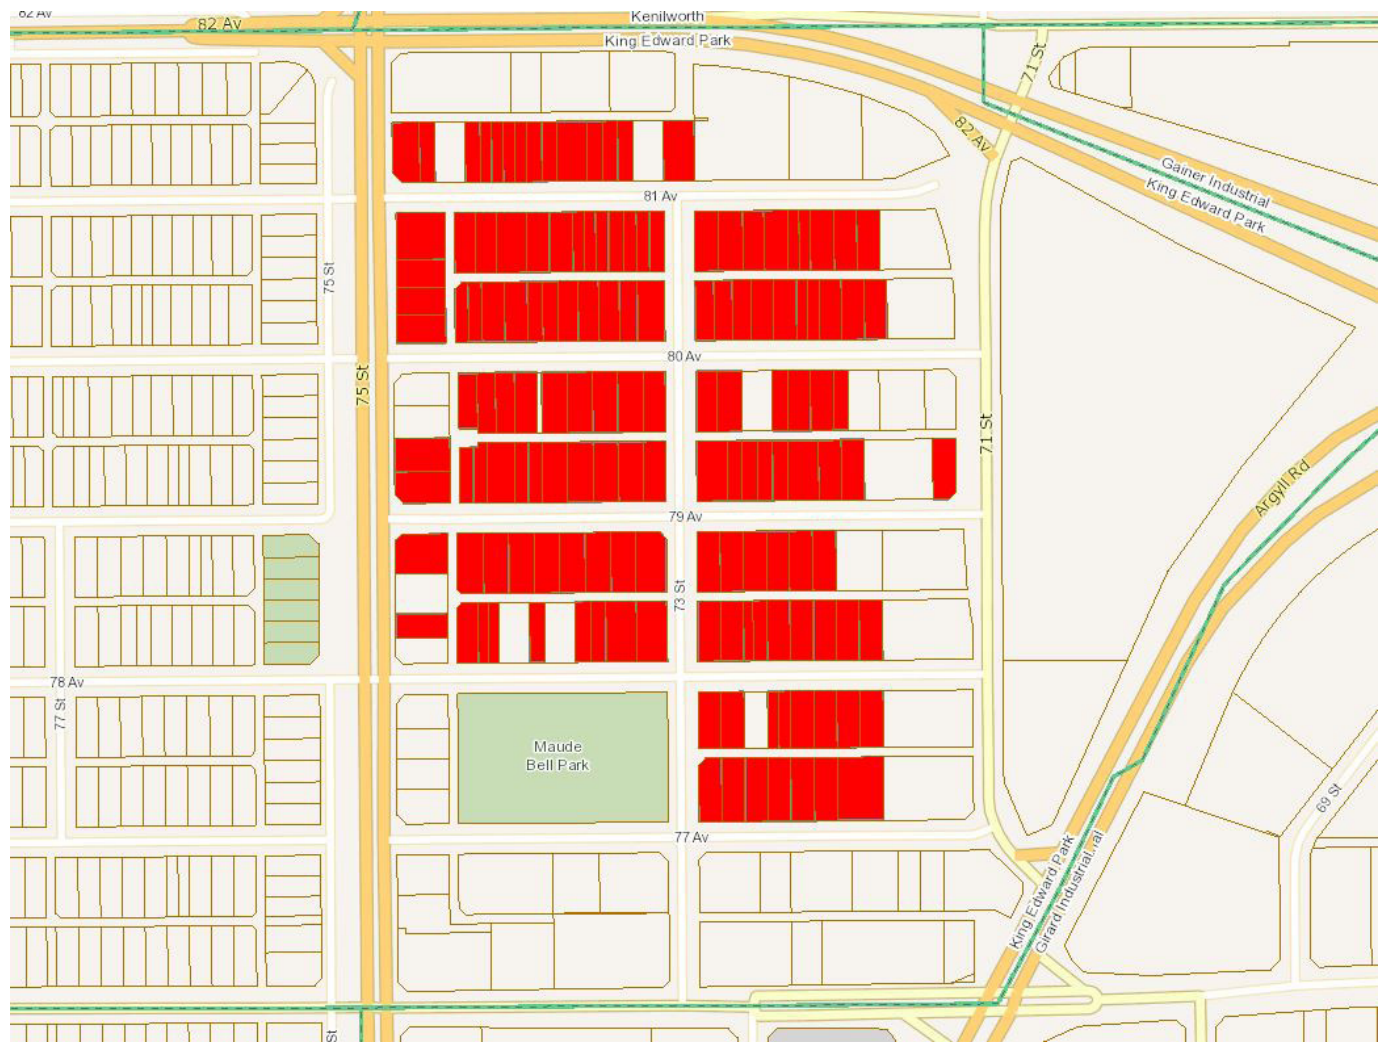 82 Av
82 Av
Kenilworth
King Edward Park
71 St
82 Av
Gainer Industrial
King Edward Park
81 Av
75 St
80 Av
75 St
71 St
Argyll Rd
79 Av
73 St
78 Av
77 St
Maude
Bell Park
69 St
77 Av
King Edward Park
Girard Industrial
St